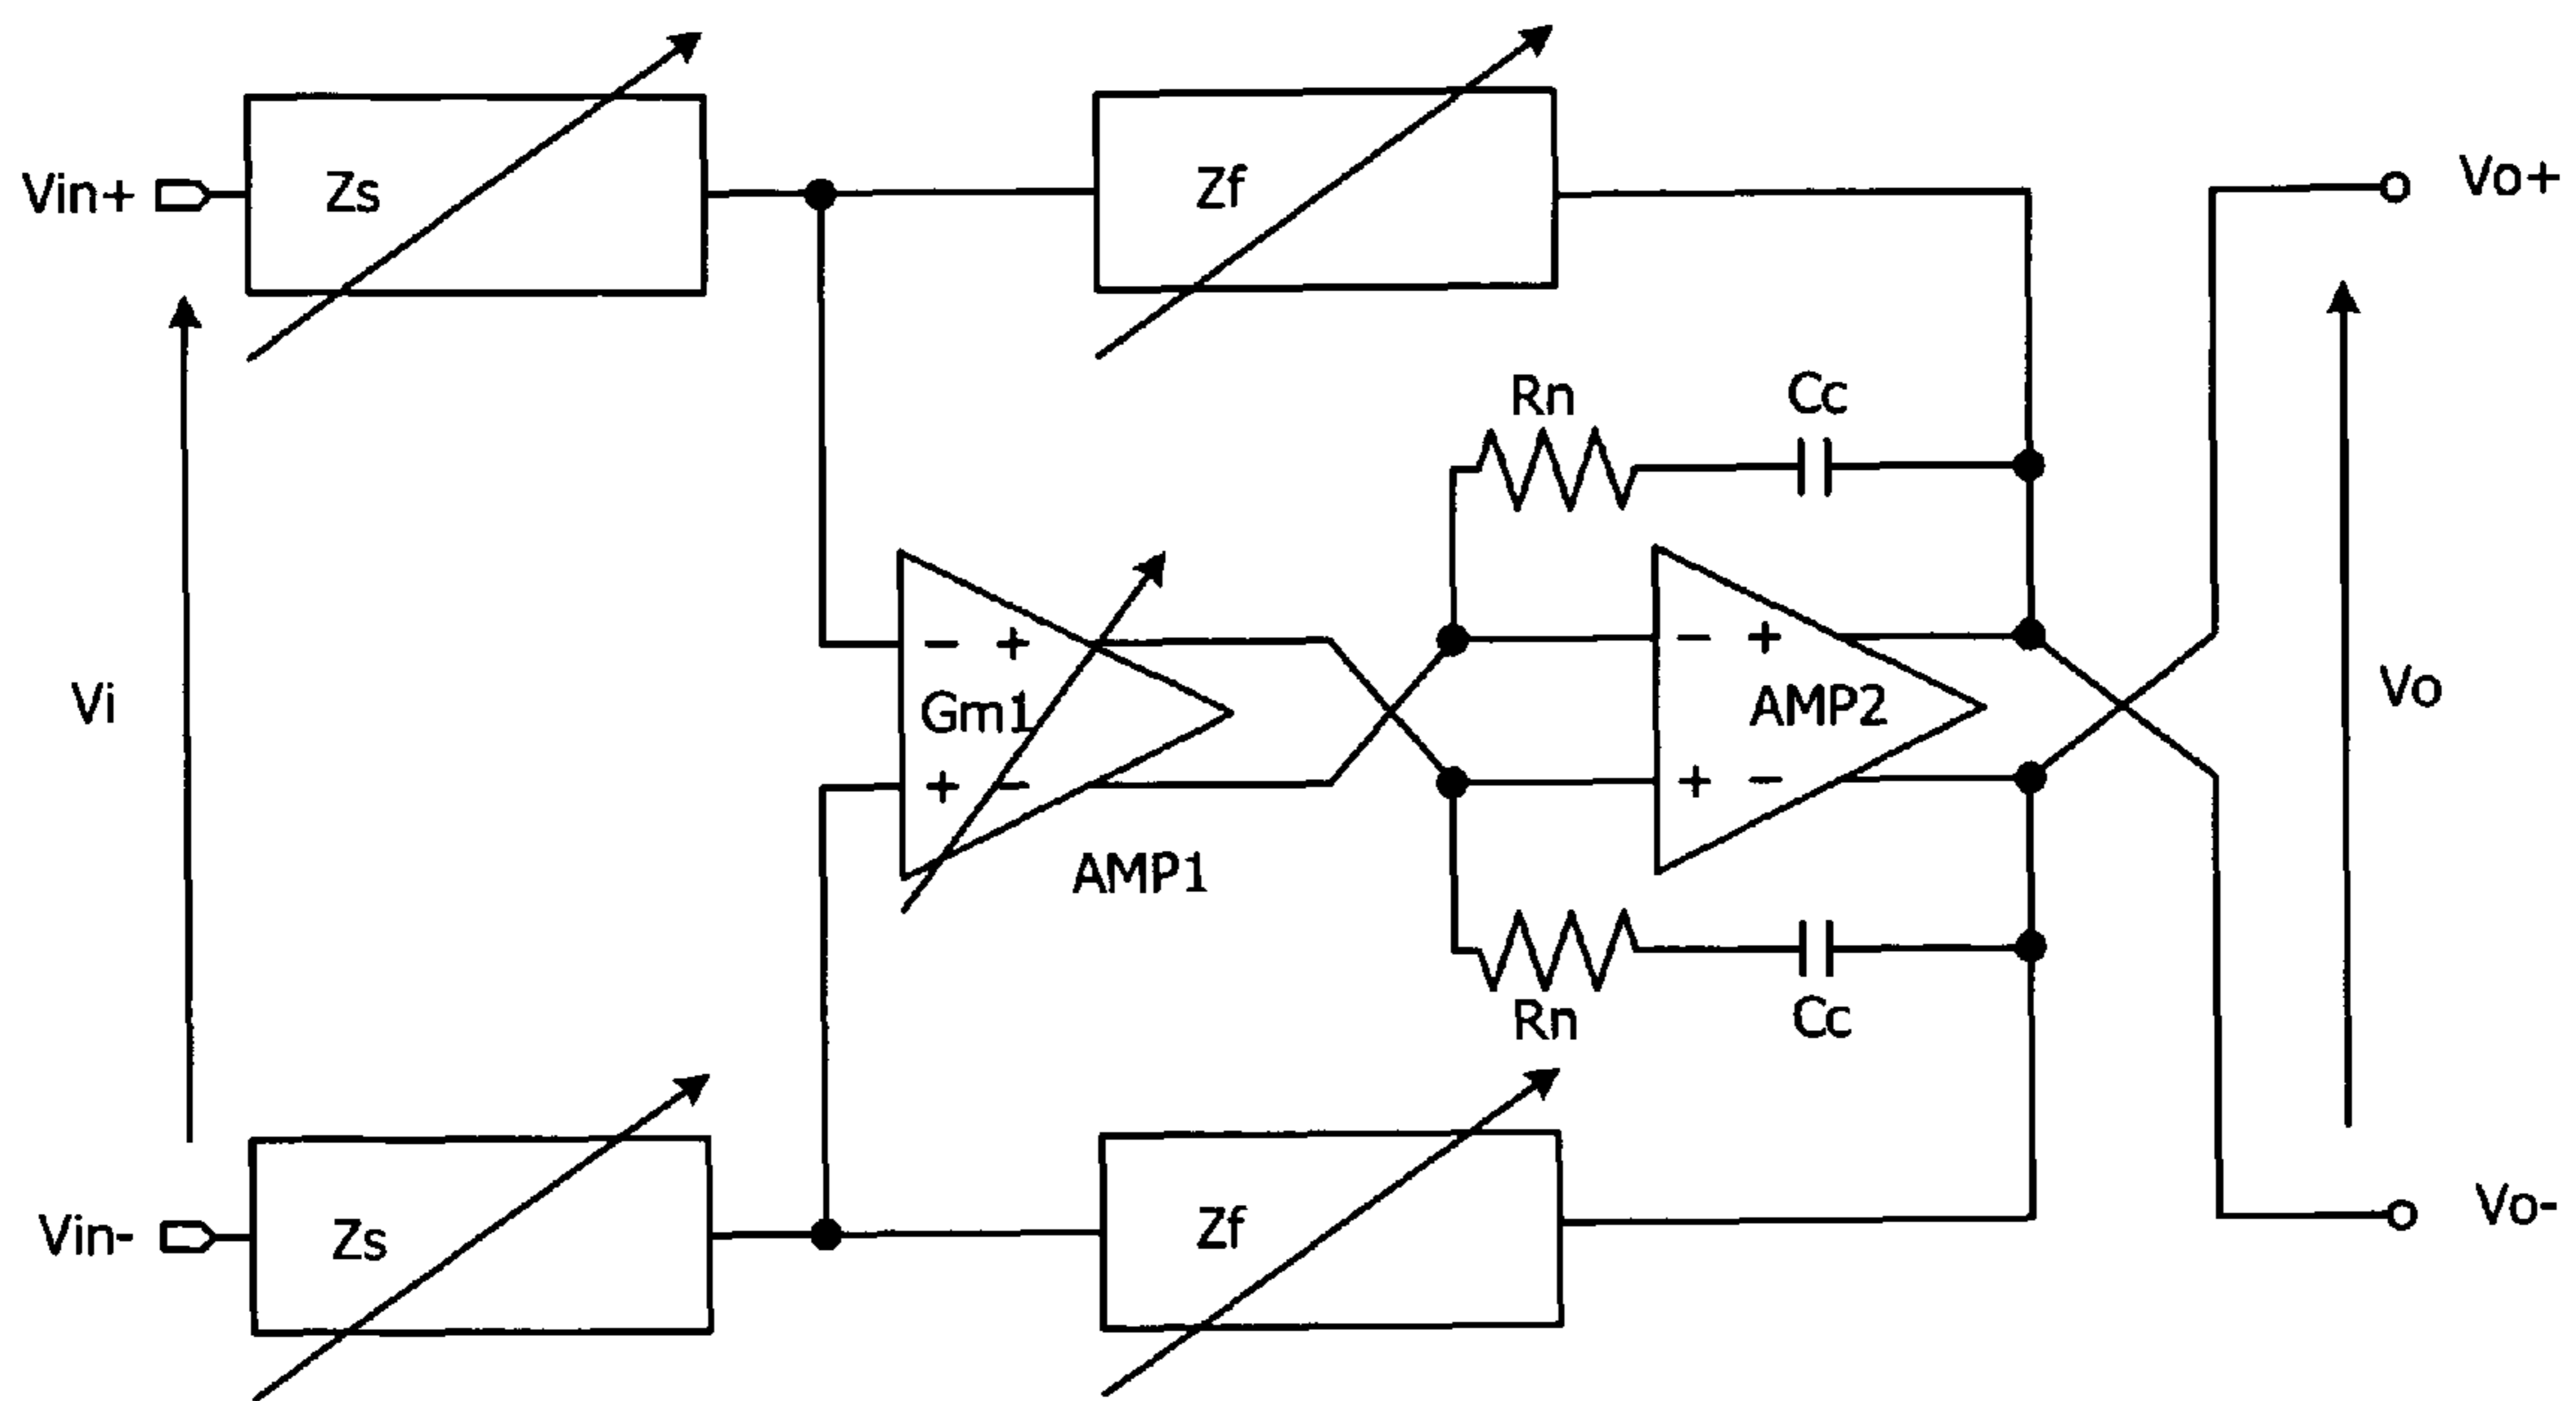 Vin+
Zs
Zf
Vo+
Rn
Cc
Vi
- +
Gm1
+ -
AMP1
- +
AMP2
+ -
Vo
Rn
Cc
Vin-
Zs
Zf
Vo-